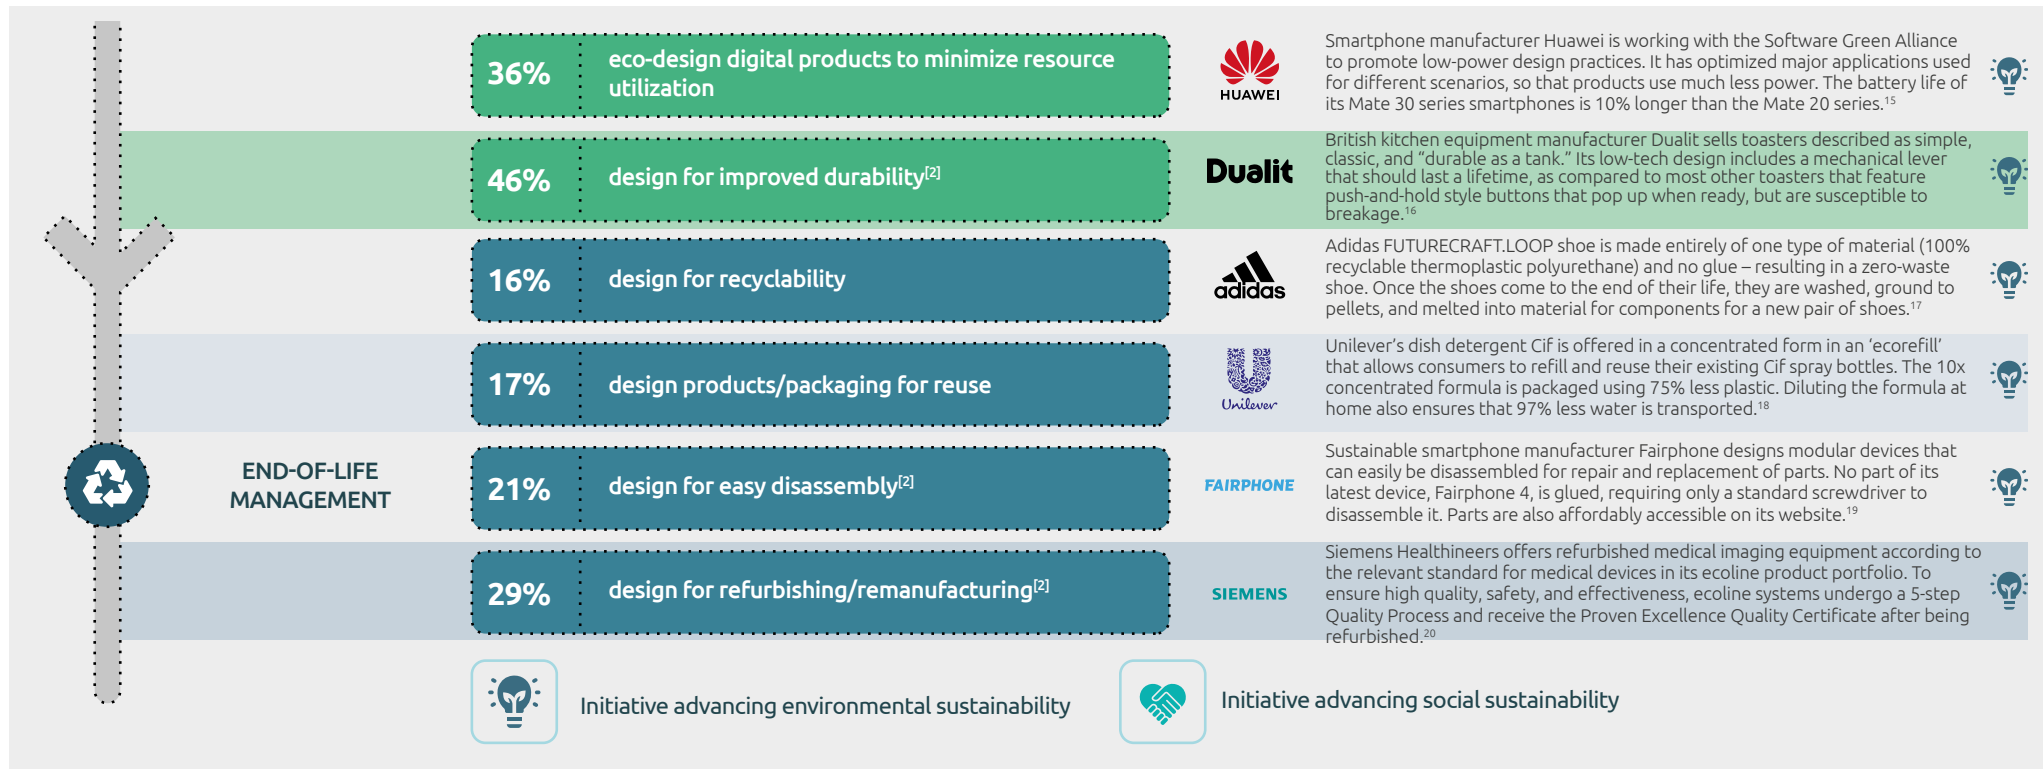 36%
eco-design digital products to minimize resource
utilization
HUAWEI
Smartphone manufacturer Huawei is working with the Software Green Alliance
to promote low-power design practices. It has optimized major applications used
for different scenarios, so that products use much less power. The battery life of
its Mate 30 series smartphones is 10% longer than the Mate 20 series.15
46%
design for improved durability[2]
Dualit
British kitchen equipment manufacturer Dualit sells toasters described as simple,
classic, and “durable as a tank.” Its low-tech design includes a mechanical lever
that should last a lifetime, as compared to most other toasters that feature
push-and-hold style buttons that pop up when ready, but are susceptible to
breakage.16
16%
design for recyclability
adidas
Adidas FUTURECRAFT.LOOP shoe is made entirely of one type of material (100%
recyclable thermoplastic polyurethane) and no glue – resulting in a zero-waste
shoe. Once the shoes come to the end of their life, they are washed, ground to
pellets, and melted into material for components for a new pair of shoes.17
17%
design products/packaging for reuse
Unilever
Unilever’s dish detergent Cif is offered in a concentrated form in an ‘ecorefill’
that allows consumers to refill and reuse their existing Cif spray bottles. The 10x
concentrated formula is packaged using 75% less plastic. Diluting the formula at
home also ensures that 97% less water is transported.18
END-OF-LIFE
MANAGEMENT
21%
design for easy disassembly[2]
FAIRPHONE
Sustainable smartphone manufacturer Fairphone designs modular devices that
can easily be disassembled for repair and replacement of parts. No part of its
latest device, Fairphone 4, is glued, requiring only a standard screwdriver to
disassemble it. Parts are also affordably accessible on its website.19
29%
design for refurbishing/remanufacturing[2]
SIEMENS
Siemens Healthineers offers refurbished medical imaging equipment according to
the relevant standard for medical devices in its ecoline product portfolio. To
ensure high quality, safety, and effectiveness, ecoline systems undergo a 5-step
Quality Process and receive the Proven Excellence Quality Certificate after being
refurbished.20
Initiative advancing environmental sustainability
Initiative advancing social sustainability